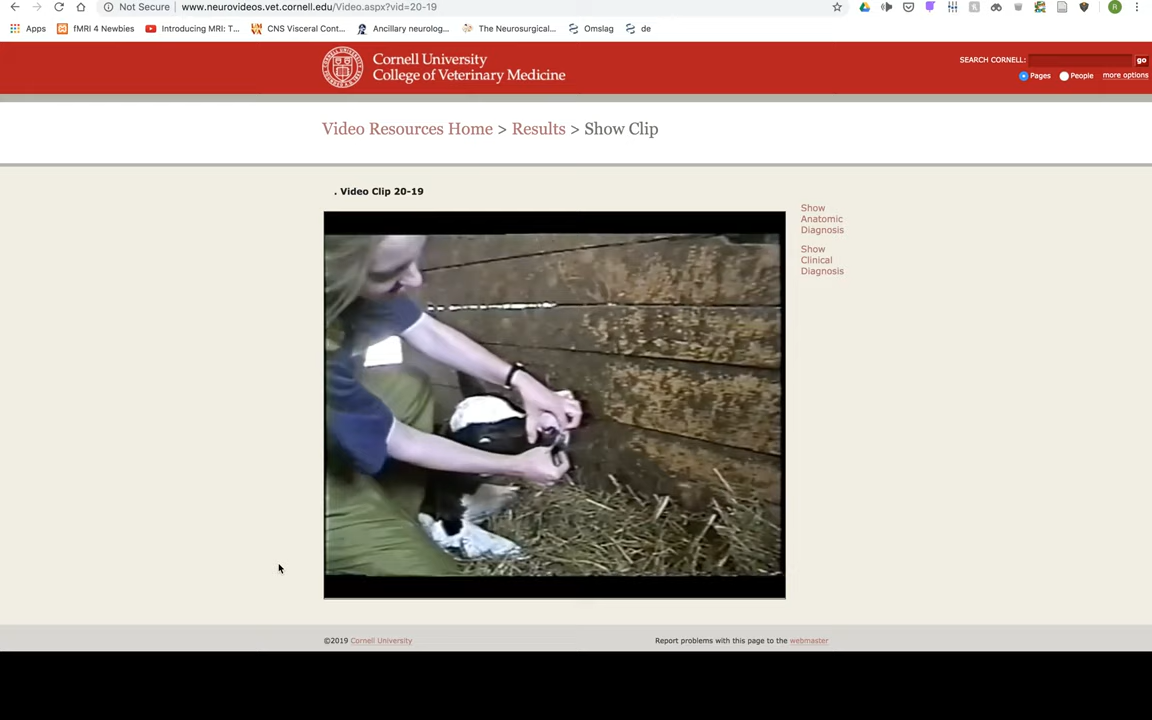 Not Secure www.neurovideos.vet.cornell.edu/Video.aspx?vid=20-19
Apps fMRI 4 Newbies Introducing MRI: T... CNS Visceral Cont... Ancillary neurolog... The Neurosurgical... Omslag de
Cornell University
College of Veterinary Medicine
SEARCH CORNELL: go
Pages People more options
Video Resources Home > Results > Show Clip
. Video Clip 20-19
Show
Anatomic
Diagnosis
Show
Clinical
Diagnosis
©2019 Cornell University
Report problems with this page to the webmaster
R